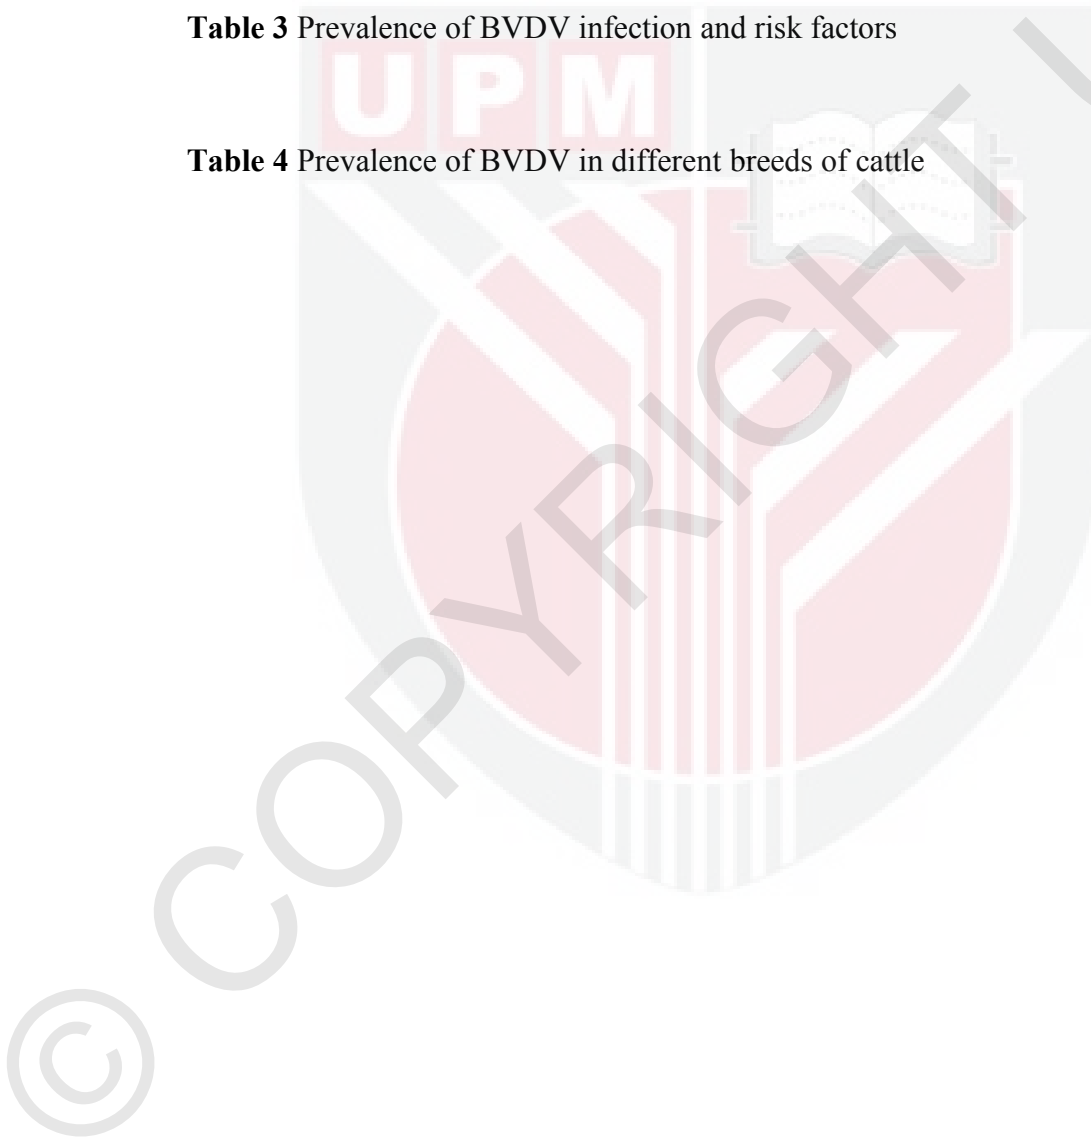 Table 3 Prevalence of BVDV infection and risk factors
UPM
Table 4 Prevalence of BVDV in different breeds of cattle
© COPYRIGHT U